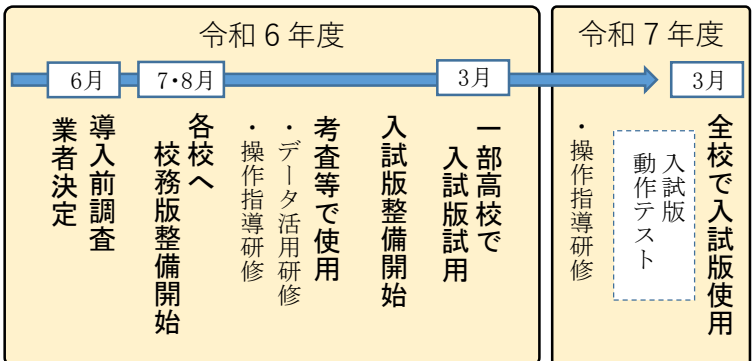 令和６年度
6月
7・8月
3月
導入前調査
業者決定
各校へ
校務版整備開始
考査等で使用
・データ活用研修
・操作指導研修
入試版整備開始
一部高校で
入試版試用
令和７年度
3月
・操作指導研修
入試版
動作テスト
全校で入試版使用